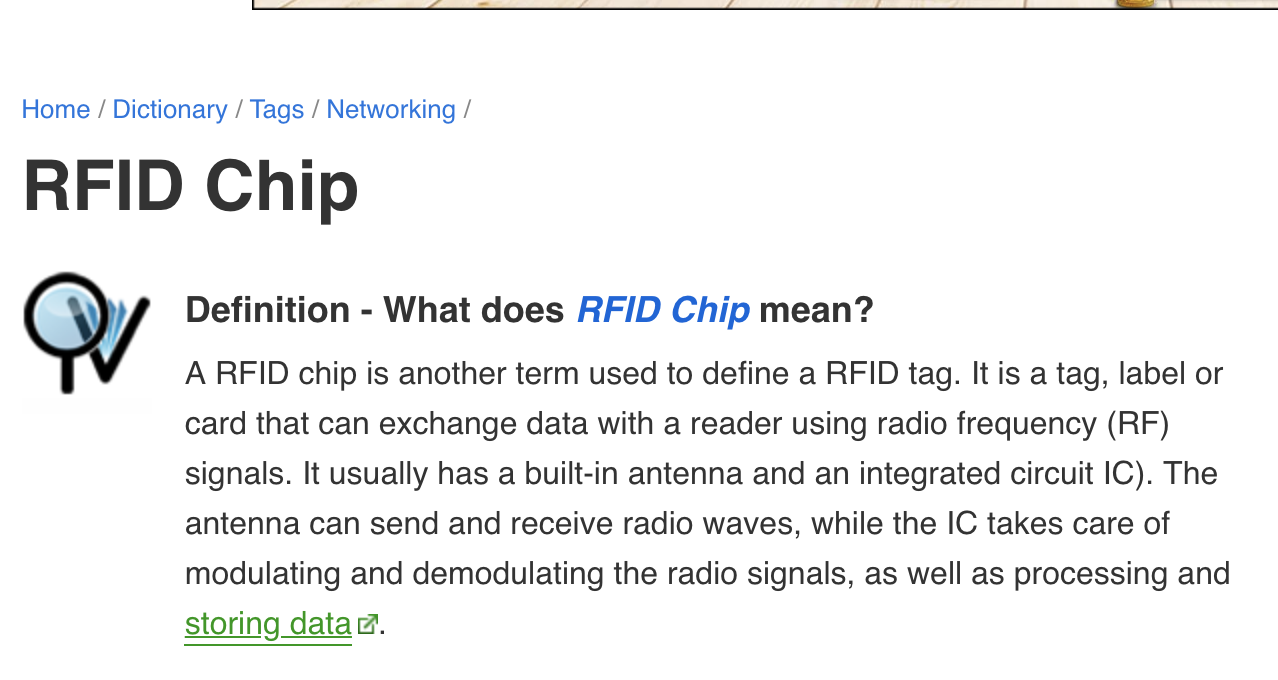 Home / Dictionary / Tags / Networking /
RFID Chip
Definition - What does RFID Chip mean?
A RFID chip is another term used to define a RFID tag. It is a tag, label or
card that can exchange data with a reader using radio frequency (RF)
signals. It usually has a built-in antenna and an integrated circuit IC). The
antenna can send and receive radio waves, while the IC takes care of
modulating and demodulating the radio signals, as well as processing and
storing data.